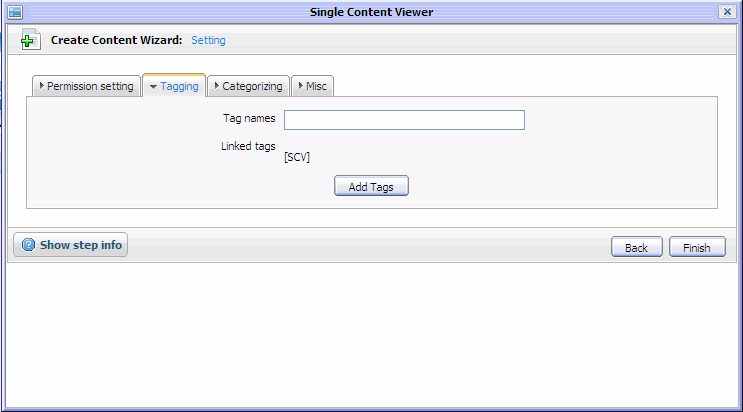 Single Content Viewer
Create Content Wizard: Setting
Permission setting Tagging Categorizing Misc
Tag names
Linked tags
[SCV]
Add Tags
Show step info Back Finish